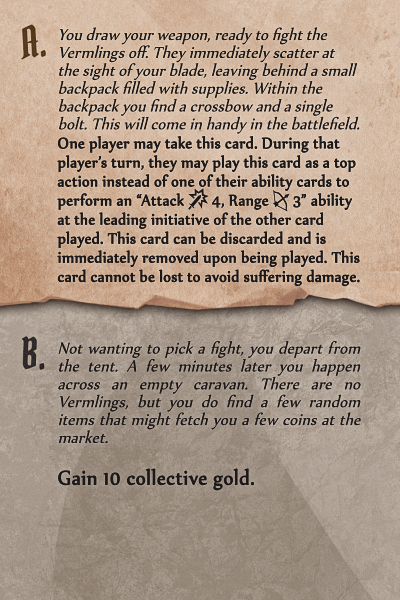 A.
You draw your weapon, ready to fight the
Vermlings off. They immediately scatter at
the sight of your blade, leaving behind a small
backpack filled with supplies. Within the
backpack you find a crossbow and a single
bolt. This will come in handy in the battlefield.
One player may take this card. During that
player's turn, they may play this card as a top
action instead of one of their ability cards to
perform an “Attack 4, Range 3” ability
at the leading initiative of the other card
played. This card can be discarded and is
immediately removed upon being played. This
card cannot be lost to avoid suffering damage.
B.
Not wanting to pick a fight, you depart from
the tent. A few minutes later you happen
across an empty caravan. There are no
Vermlings, but you do find a few random
items that might fetch you a few coins at the
market.
Gain 10 collective gold.